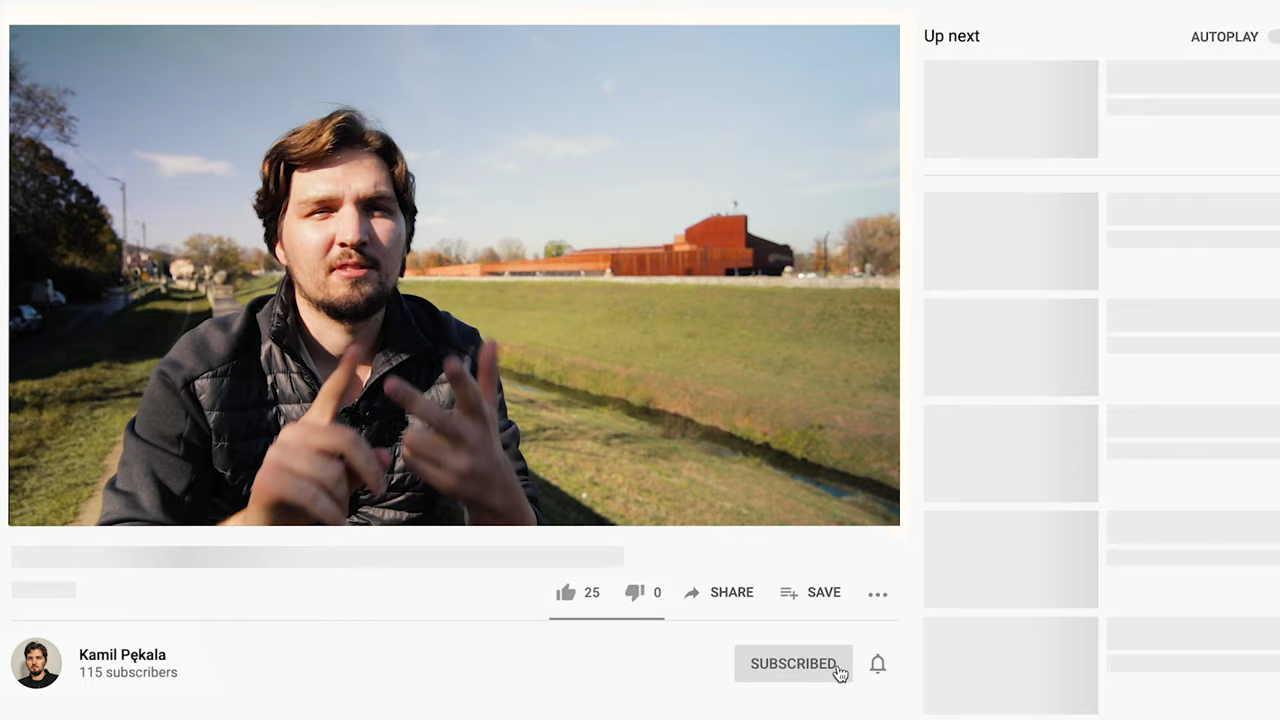 Up next
AUTOPLAY
25
0
SHARE
SAVE
Kamil Pękala
115 subscribers
SUBSCRIBED